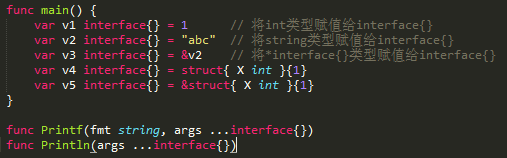 func main() {
    var v1 interface{} = 1      // 将int类型赋值给interface{}
    var v2 interface{} = "abc"  // 将string类型赋值给interface{}
    var v3 interface{} = &v2    // 将*interface{}类型赋值给interface{}
    var v4 interface{} = struct{ X int }{1}
    var v5 interface{} = &struct{ X int }{1}
}

func Printf(fmt string, args ...interface{})
func Println(args ...interface{})